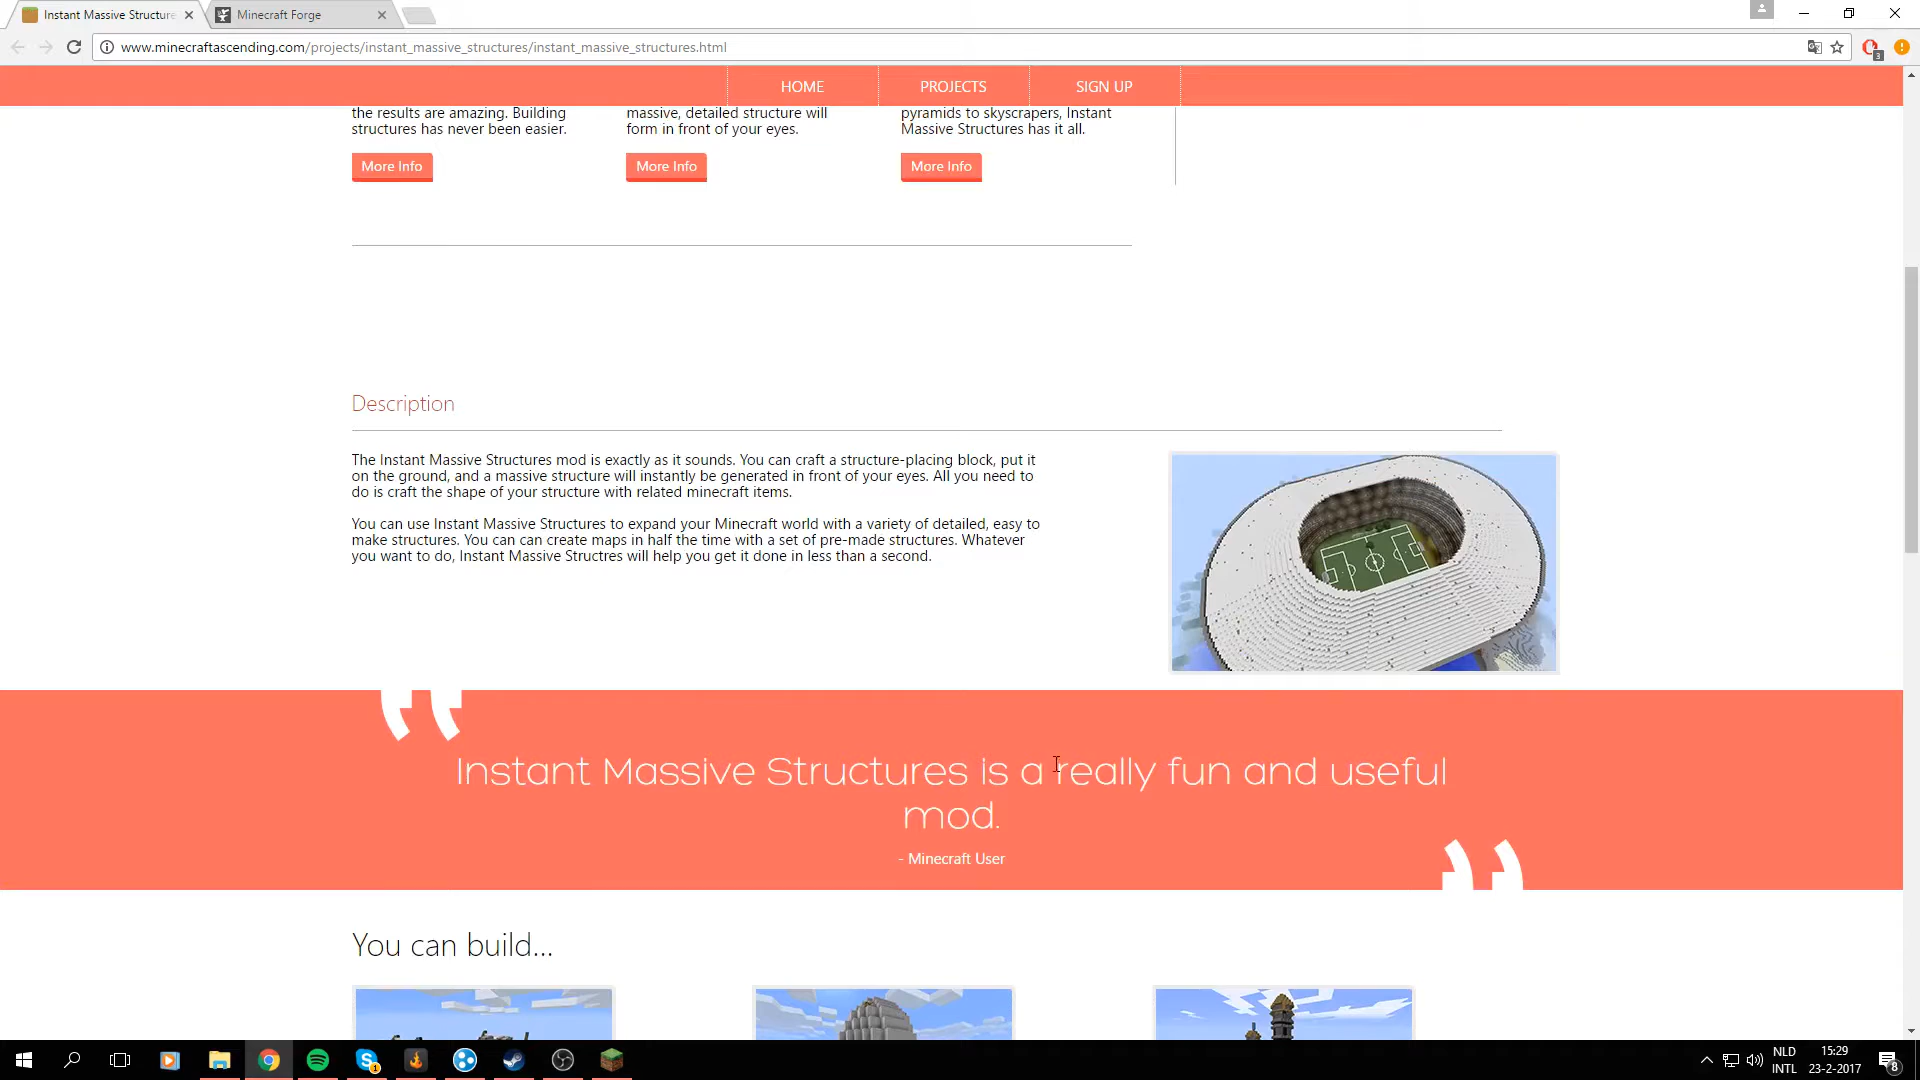 Instant Massive Structure
Minecraft Forge
www.minecraftascending.com/projects/instant_massive_structures/instant_massive_structures.html
3
HOME
PROJECTS
SIGN UP
the results are amazing. Building
structures has never been easier.
More Info
massive, detailed structure will
form in front of your eyes.
More Info
pyramids to skyscrapers, Instant
Massive Structures has it all.
More Info
Description
The Instant Massive Structures mod is exactly as it sounds. You can craft a structure-placing block, put it
on the ground, and a massive structure will instantly be generated in front of your eyes. All you need to
do is craft the shape of your structure with related minecraft items.
You can use Instant Massive Structures to expand your Minecraft world with a variety of detailed, easy to
make structures. You can can create maps in half the time with a set of pre-made structures. Whatever
you want to do, Instant Massive Structres will help you get it done in less than a second.
Instant Massive Structures is a really fun and useful
mod.
- Minecraft User
You can build...
1
NLD
INTL
15:29
23-2-2017
8